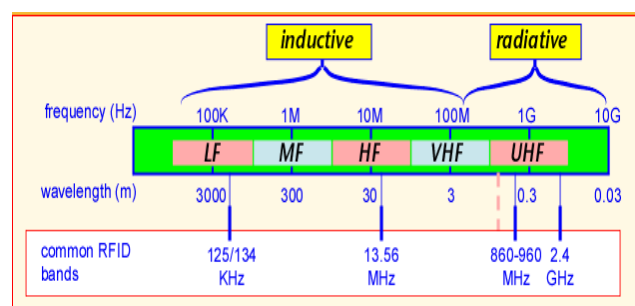 inductive radiative
frequency (Hz) 100K 1M 10M 100M 1G 10G
LF MF HF VHF UHF
wavelength (m) 3000 300 30 3 0.3 0.03
common RFID 125/134 13.56 860-960 2.4
bands KHz MHz MHz GHz